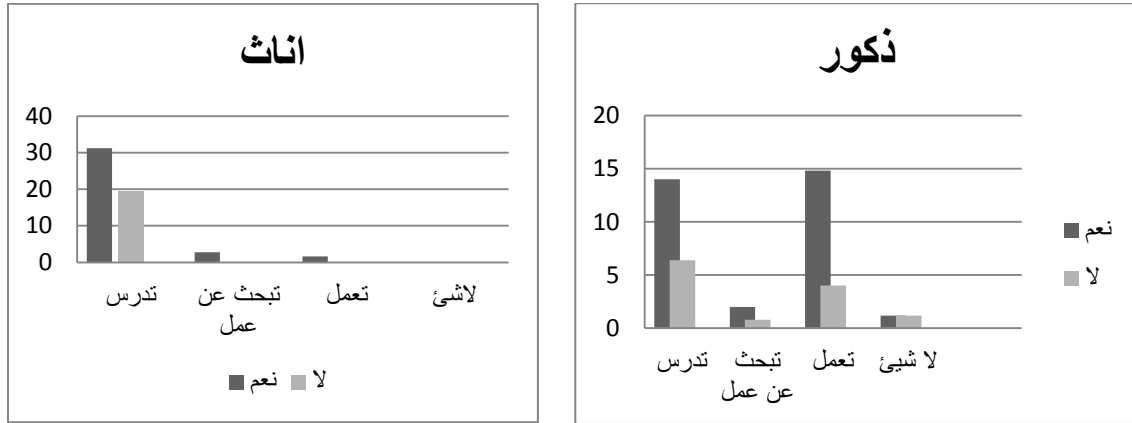 اناث
40
30
20
10
0
تدرس
تبحث عن
عمل
تعمل
لاشئ
نعم
لا
ذكور
20
15
10
5
0
تدرس
تبحث
عن عمل
تعمل
لا شيئ
نعم
لا